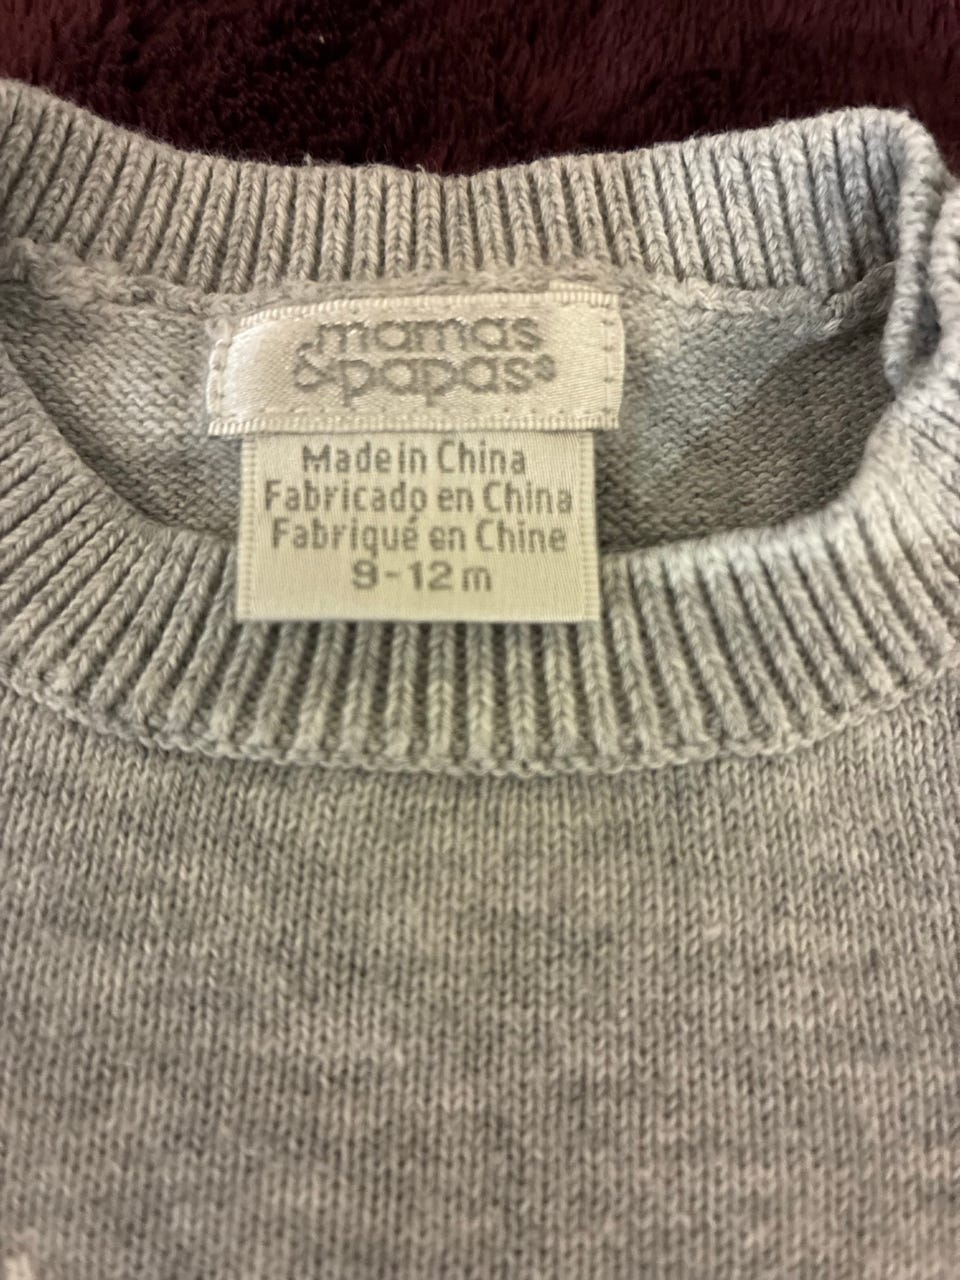 mamas
&papas®
Made in China
Fabricado en China
Fabriqué en Chine
9-12m